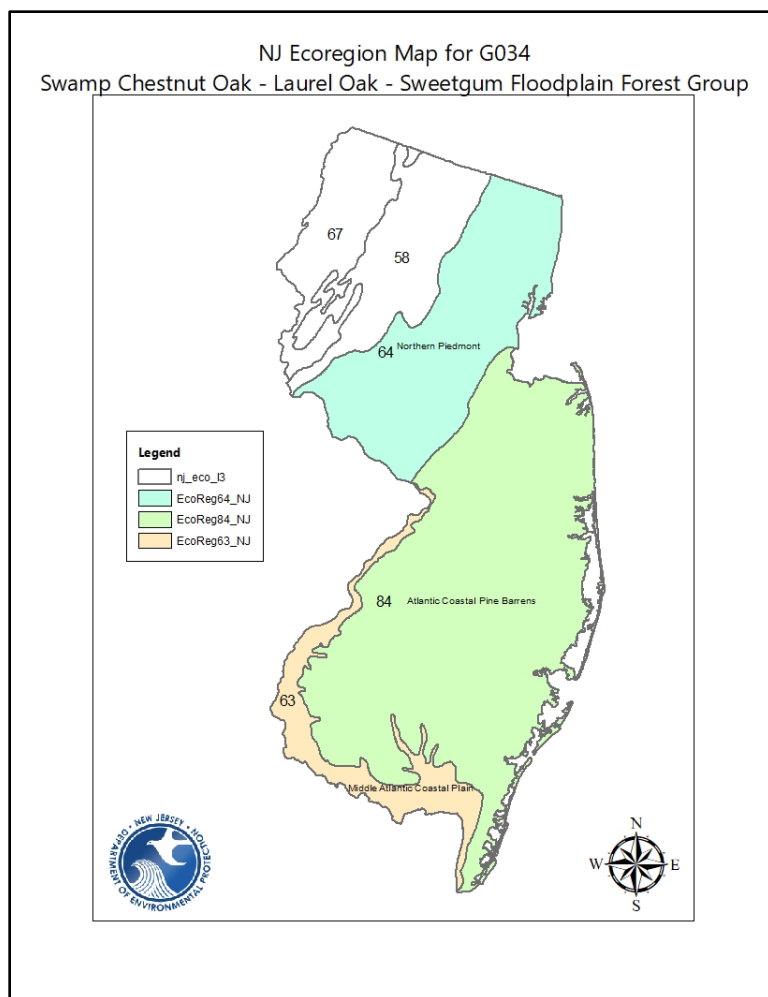 NJ Ecoregion Map for G034
Swamp Chestnut Oak - Laurel Oak - Sweetgum Floodplain Forest Group
67
58
64 Northern Piedmont
Legend
nj_eco_l3
EcoReg64_NJ
EcoReg84_NJ
EcoReg63_NJ
84 Atlantic Coastal Pine Barrens
63
Middle Atlantic Coastal Plain
NEW JERSEY
DEPARTMENT OF ENVIRONMENTAL PROTECTION
N
W E
S